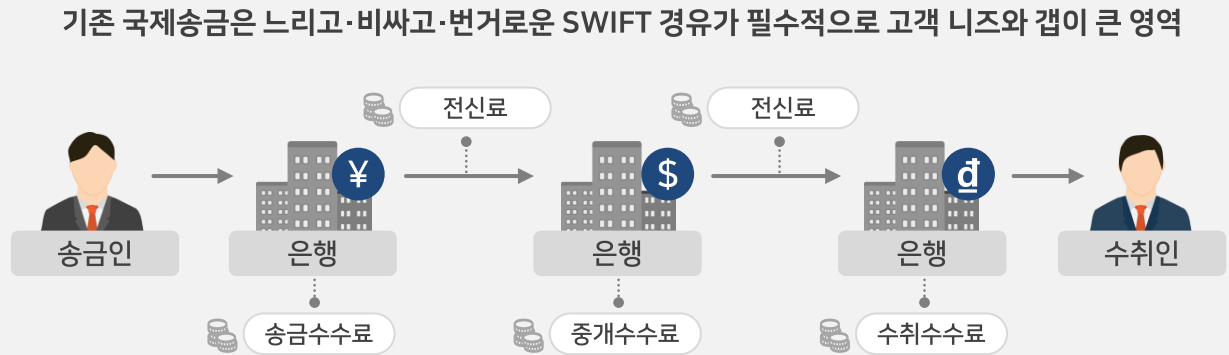 기존 국제송금은 느리고·비싸고·번거로운 SWIFT 경유가 필수적으로 고객 니즈와 갭이 큰 영역
전신료
전신료
¥
$
₫
송금인
은행
은행
은행
수취인
송금수수료
중개수수료
수취수수료